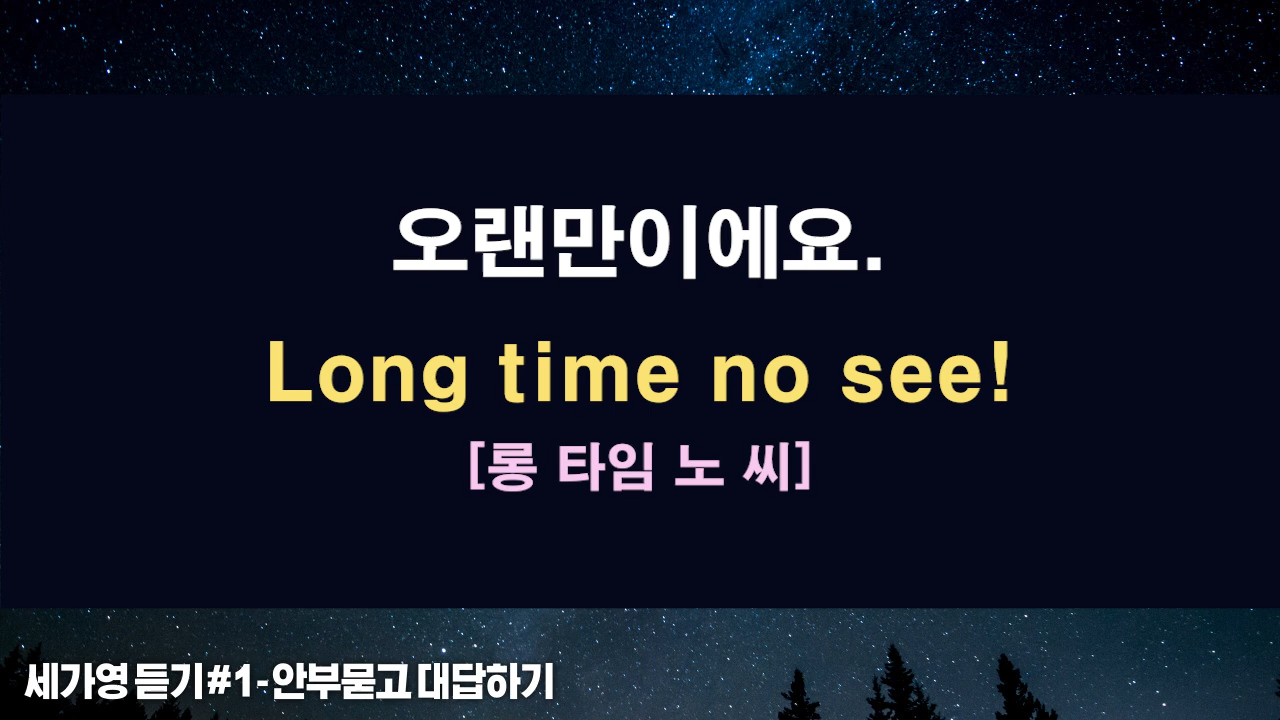 오랜만이에요.
Long time no see!
[롱 타임 노 씨]
세가영 듣기#1-안부묻고 대답하기